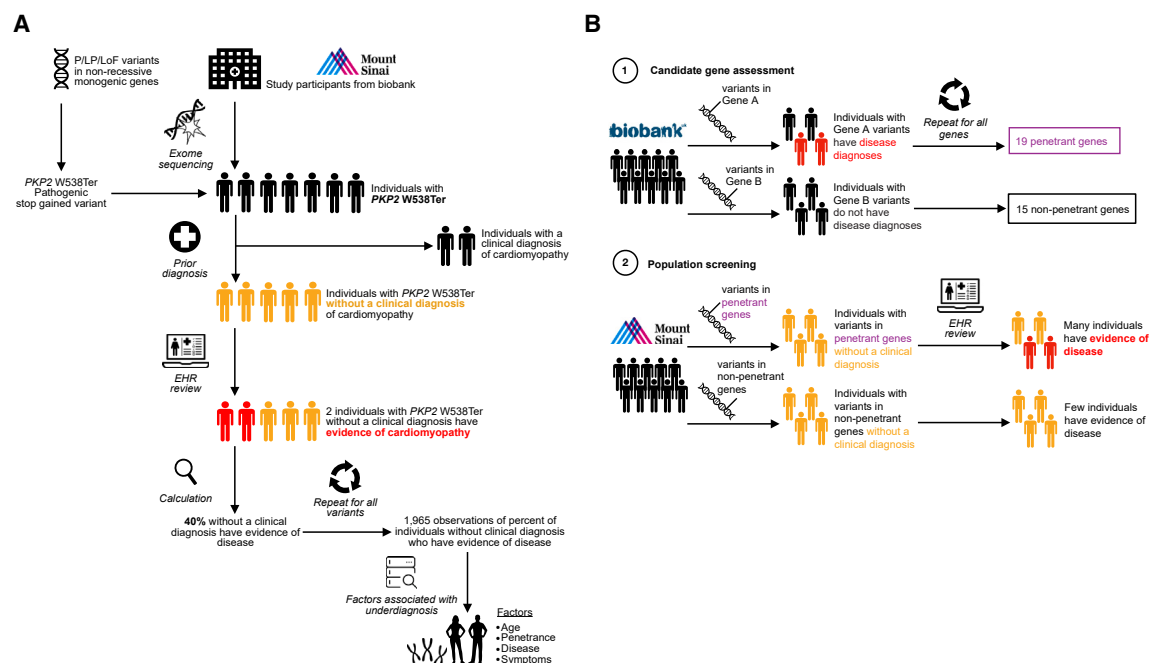 A
P/LP/LoF variants
in non-recessive
monogenic genes
Mount
Sinai
Study participants from biobank
Exome
sequencing
PKP2 W538Ter
Pathogenic
stop gained variant
Individuals with
PKP2 W538Ter
Prior
diagnosis
Individuals with a
clinical diagnosis
of cardiomyopathy
Individuals with PKP2 W538Ter
without a clinical diagnosis
of cardiomyopathy
EHR
review
2 individuals with PKP2 W538Ter
without a clinical diagnosis have
evidence of cardiomyopathy
Calculation
Repeat for all
variants
40% without a clinical
diagnosis have evidence of
disease
1,965 observations of percent of
individuals without clinical diagnosis
who have evidence of disease
Factors associated with
underdiagnosis
Factors
•Age
•Penetrance
•Disease
•Symptoms
B
1 Candidate gene assessment
biobank
variants in
Gene A
Individuals with
Gene A variants
have disease
diagnoses
Repeat for all
genes
19 penetrant genes
variants in
Gene B
Individuals with
Gene B variants
do not have
disease diagnoses
15 non-penetrant genes
2 Population screening
Mount
Sinai
variants in
penetrant
genes
Individuals with
variants in
penetrant genes
without a clinical
diagnosis
EHR
review
Many individuals
have evidence of
disease
variants in
non-penetrant
genes
Individuals with
variants in
non-penetrant
genes without a
clinical diagnosis
Few individuals
have evidence of
disease